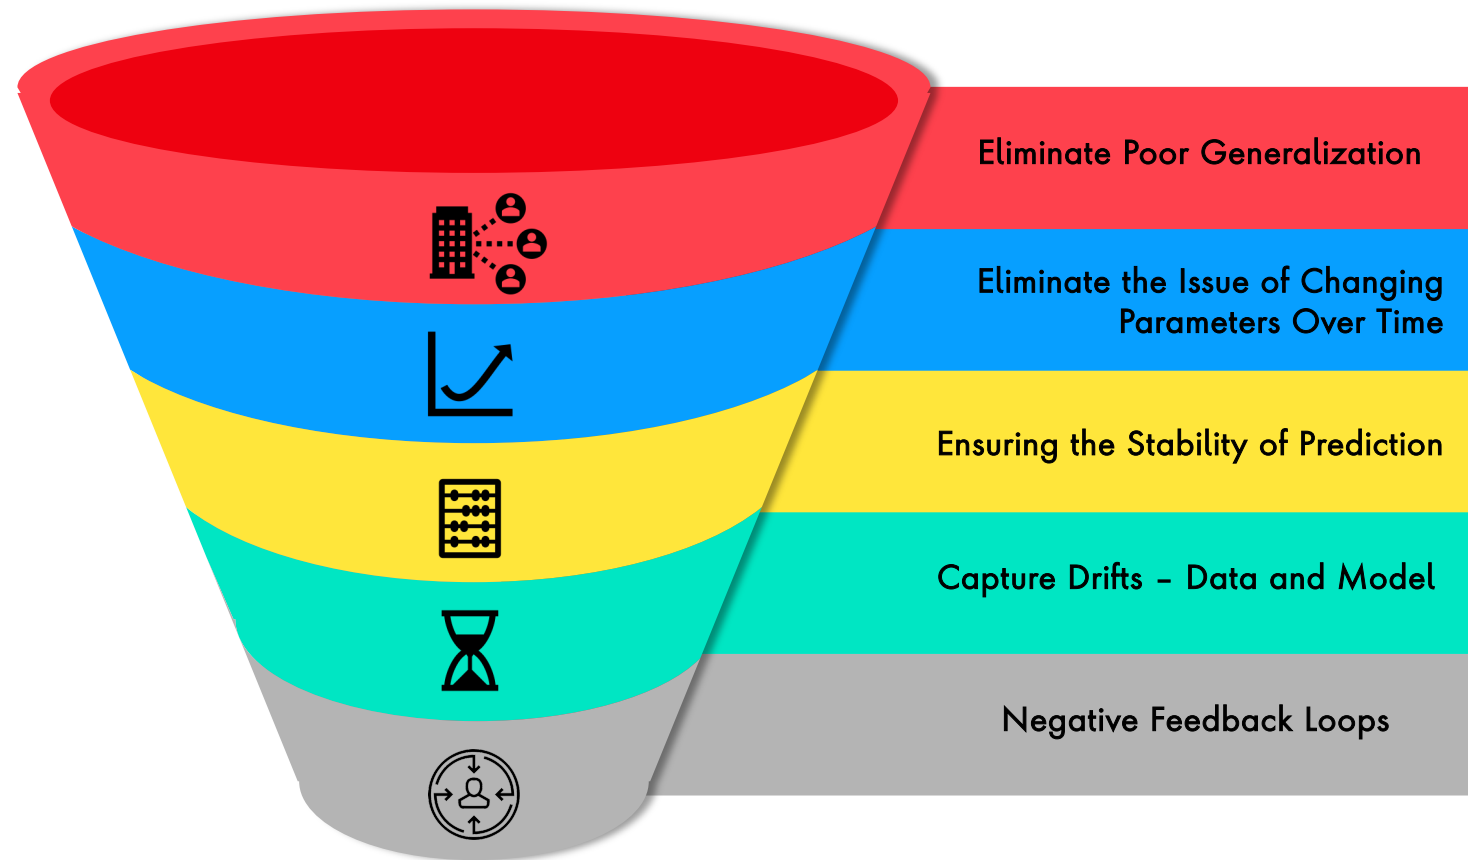 Eliminate Poor Generalization
Eliminate the Issue of Changing
Parameters Over Time
Ensuring the Stability of Prediction
Capture Drifts – Data and Model
Negative Feedback Loops